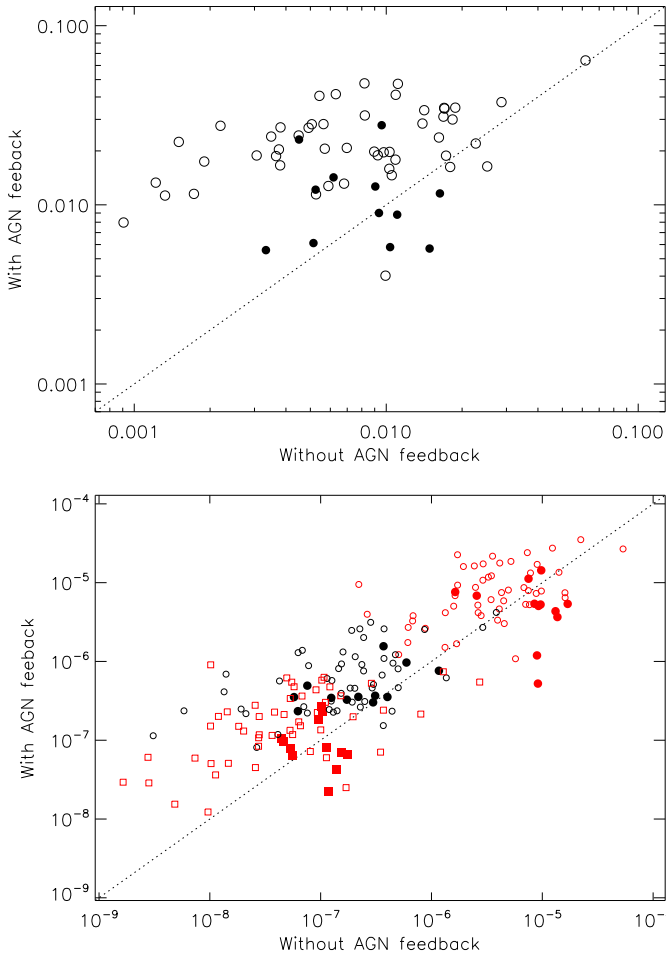 0.100
0.010
0.001
With AGN feeback
0.001 0.010 0.100
Without AGN feedback
10⁻⁴
10⁻⁵
10⁻⁶
10⁻⁷
10⁻⁸
10⁻⁹
With AGN feeback
10⁻⁹ 10⁻⁸ 10⁻⁷ 10⁻⁶ 10⁻⁵ 10⁻
Without AGN feedback